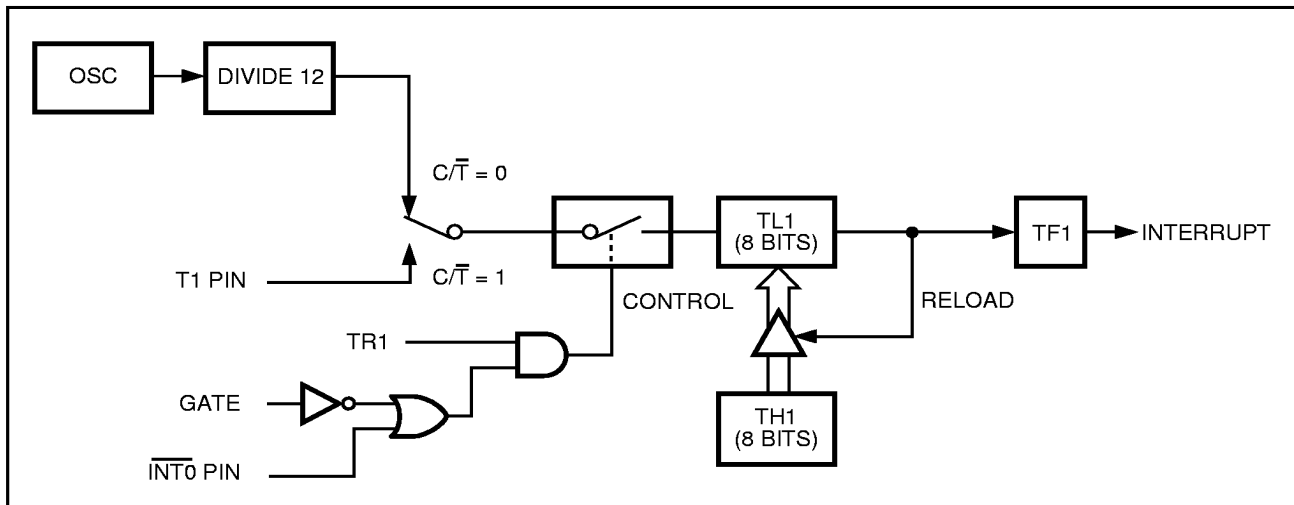 OSC
DIVIDE 12
C/T̅ = 0
TL1
(8 BITS)
TF1
INTERRUPT
T1 PIN
C/T̅ = 1
CONTROL
RELOAD
TR1
GATE
TH1
(8 BITS)
I̅N̅T̅0̅ PIN